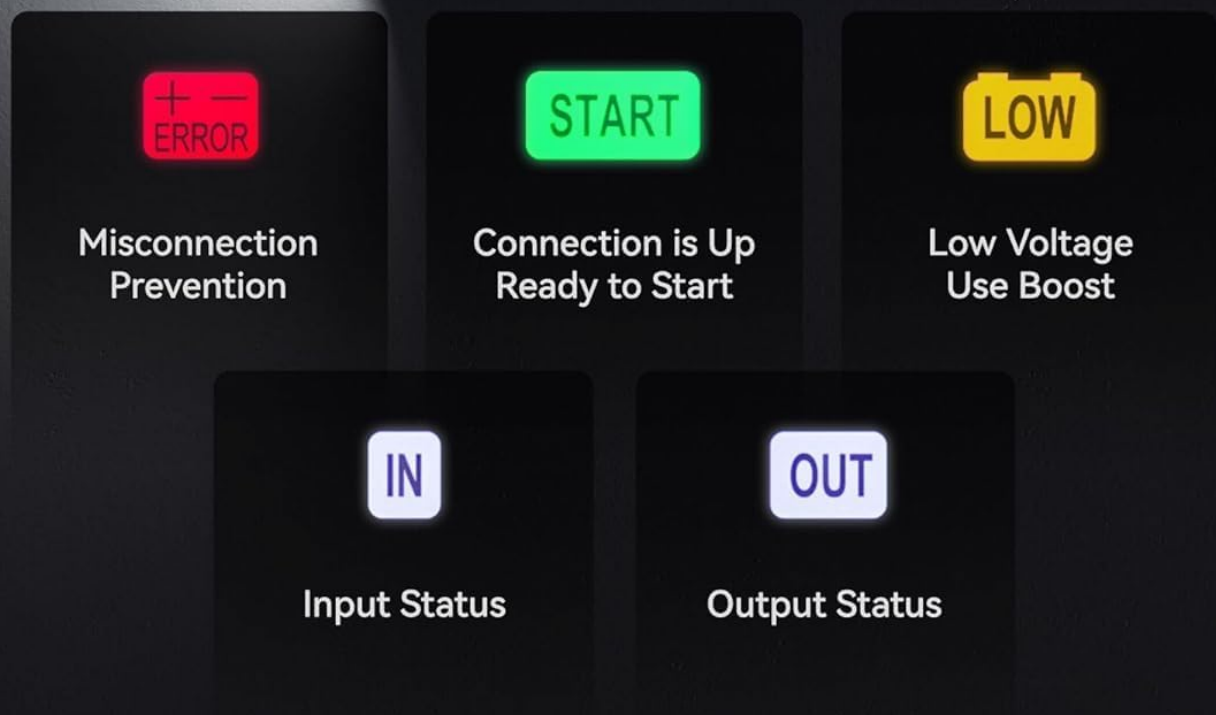 + −
ERROR
START
LOW
Misconnection
Prevention
Connection is Up
Ready to Start
Low Voltage
Use Boost
IN
OUT
Input Status
Output Status